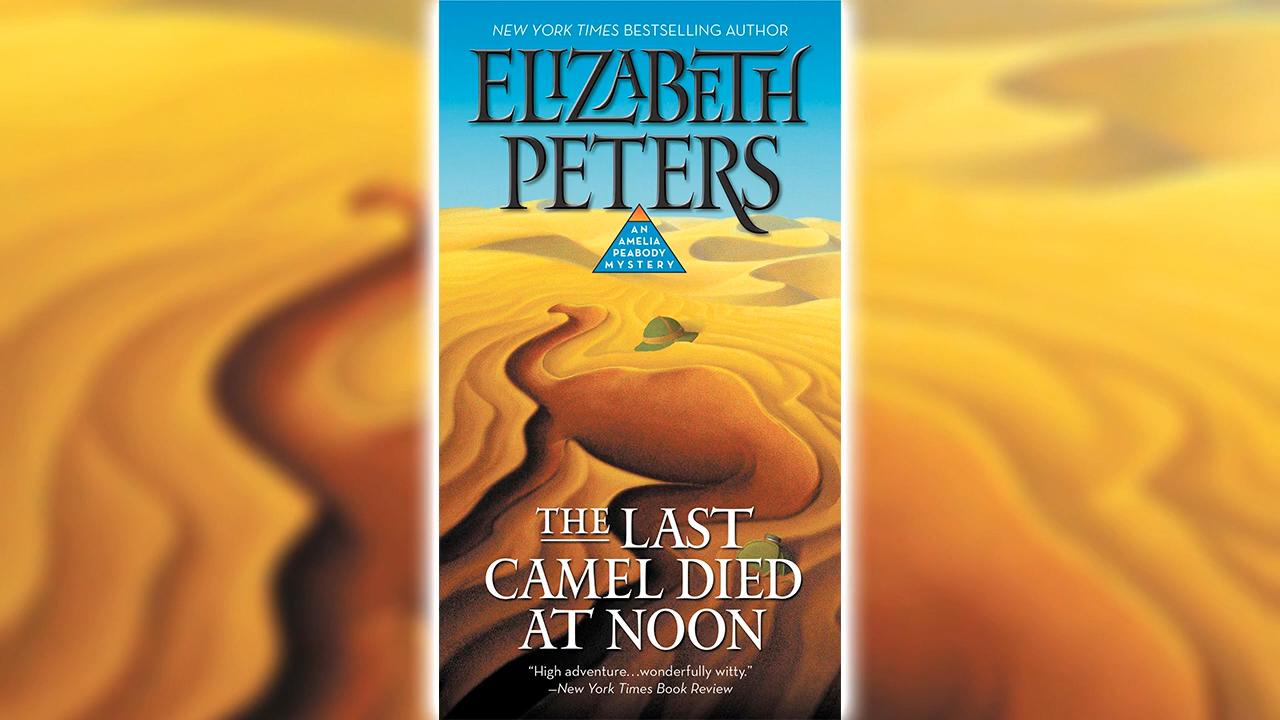 NEW YORK TIMES BESTSELLING AUTHOR
ELIZABETH
PETERS
AN
AMELIA
PEABODY
MYSTERY
THE LAST
CAMEL DIED
AT NOON
“High adventure...wonderfully witty.”
—New York Times Book Review